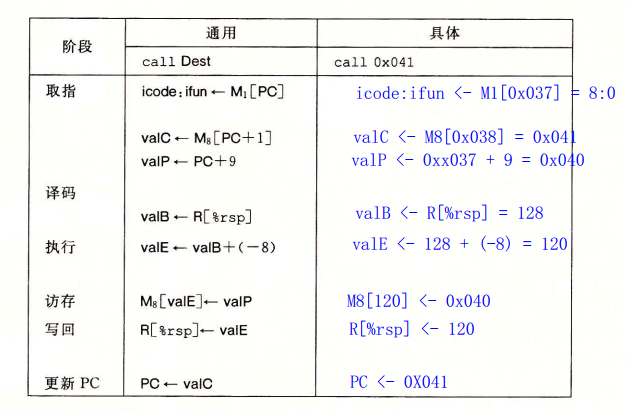 阶段 通用 具体
call Dest call 0x041
取指 icode:ifun ← M₁[PC] icode:ifun <- M1[0x037] = 8:0
valC ← M₈[PC+1] valC <- M8[0x038] = 0x041
valP ← PC+9 valP <- 0xx037 + 9 = 0x040
译码
valB ← R[%rsp] valB <- R[%rsp] = 128
执行 valE ← valB+(-8) valE <- 128 + (-8) = 120
访存 M₈[valE] ← valP M8[120] <- 0x040
写回 R[%rsp] ← valE R[%rsp] <- 120
更新 PC PC ← valC PC <- 0X041